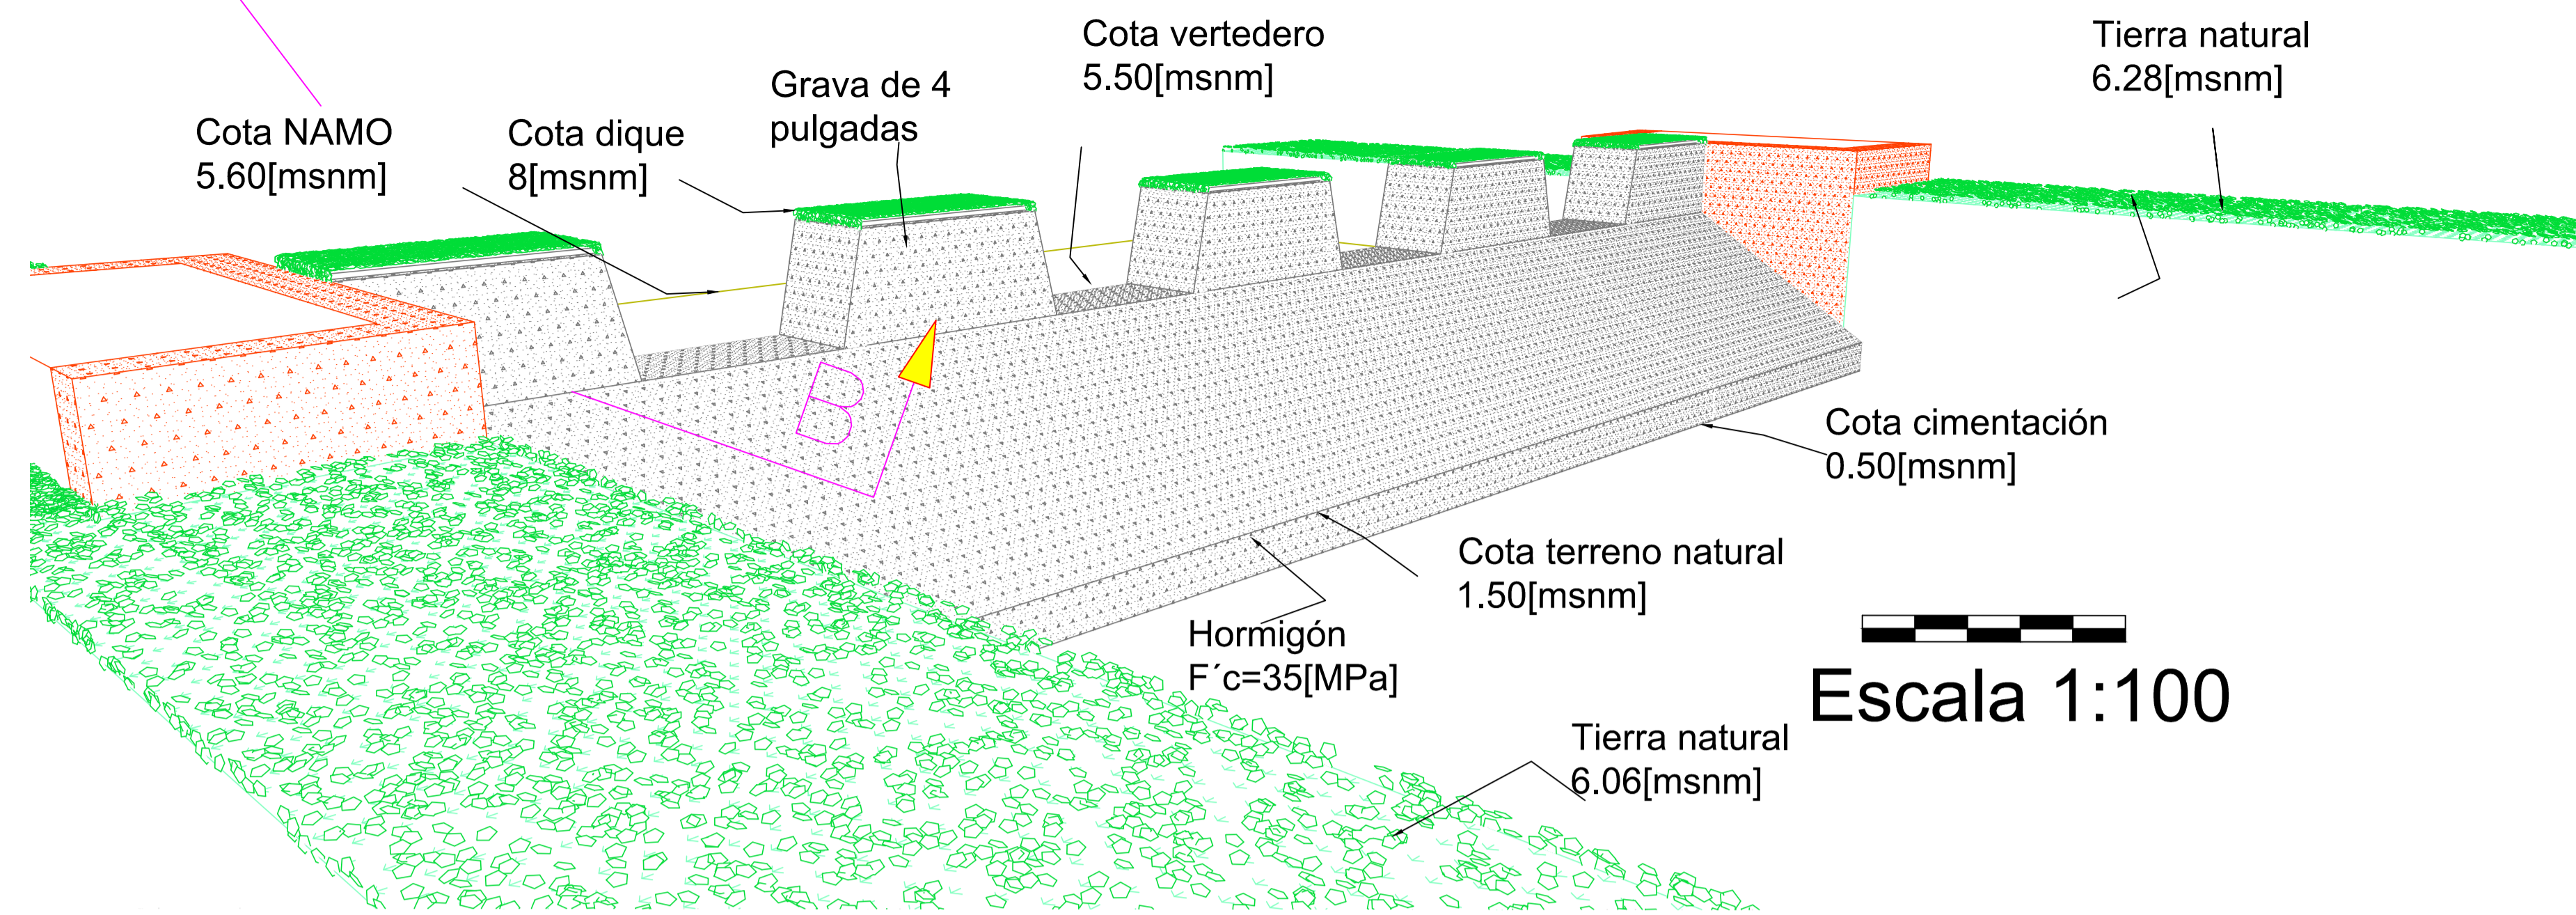 Cota vertedero
5.50[msnm]
Tierra natural
6.28[msnm]
Grava de 4
pulgadas
Cota NAMO
5.60[msnm]
Cota dique
8[msnm]
B
Cota cimentación
0.50[msnm]
Cota terreno natural
1.50[msnm]
Hormigón
F´c=35[MPa]
Escala 1:100
Tierra natural
6.06[msnm]